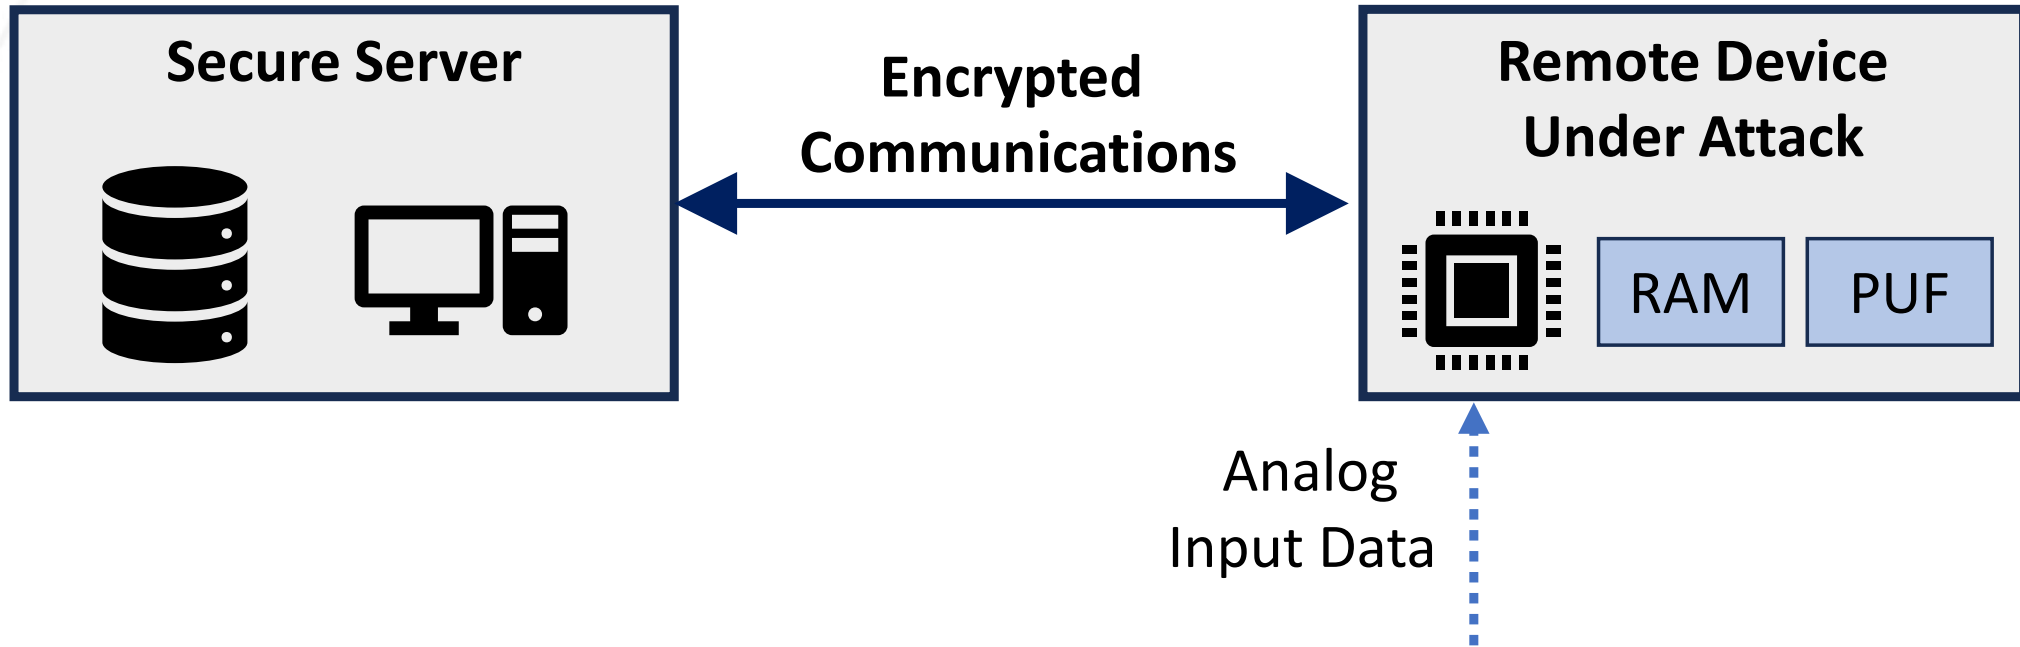 Secure Server
Encrypted
Communications
Remote Device
Under Attack
RAM
PUF
Analog
Input Data